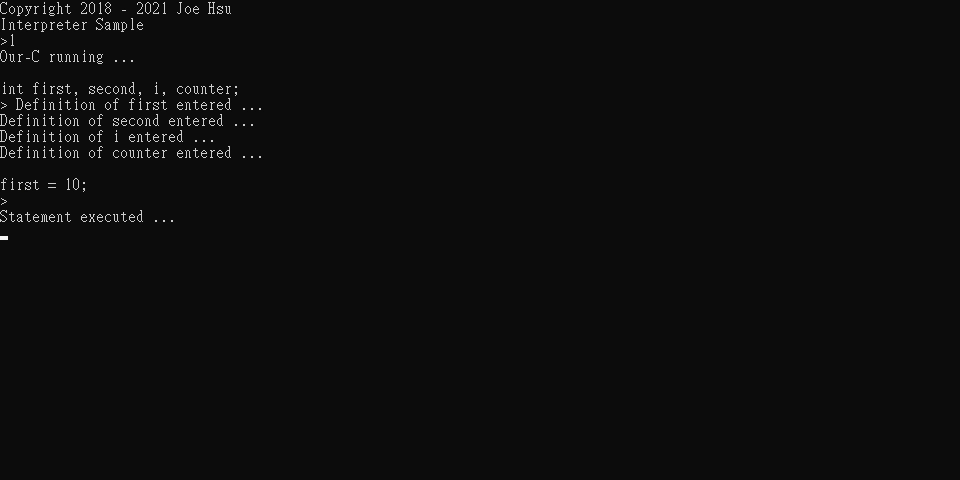 Copyright 2018 - 2021 Joe Hsu
Interpreter Sample
>1
Our-C running ...
int first, second, i, counter;
> Definition of first entered ...
Definition of second entered ...
Definition of i entered ...
Definition of counter entered ...
first = 10;
>
Statement executed ...